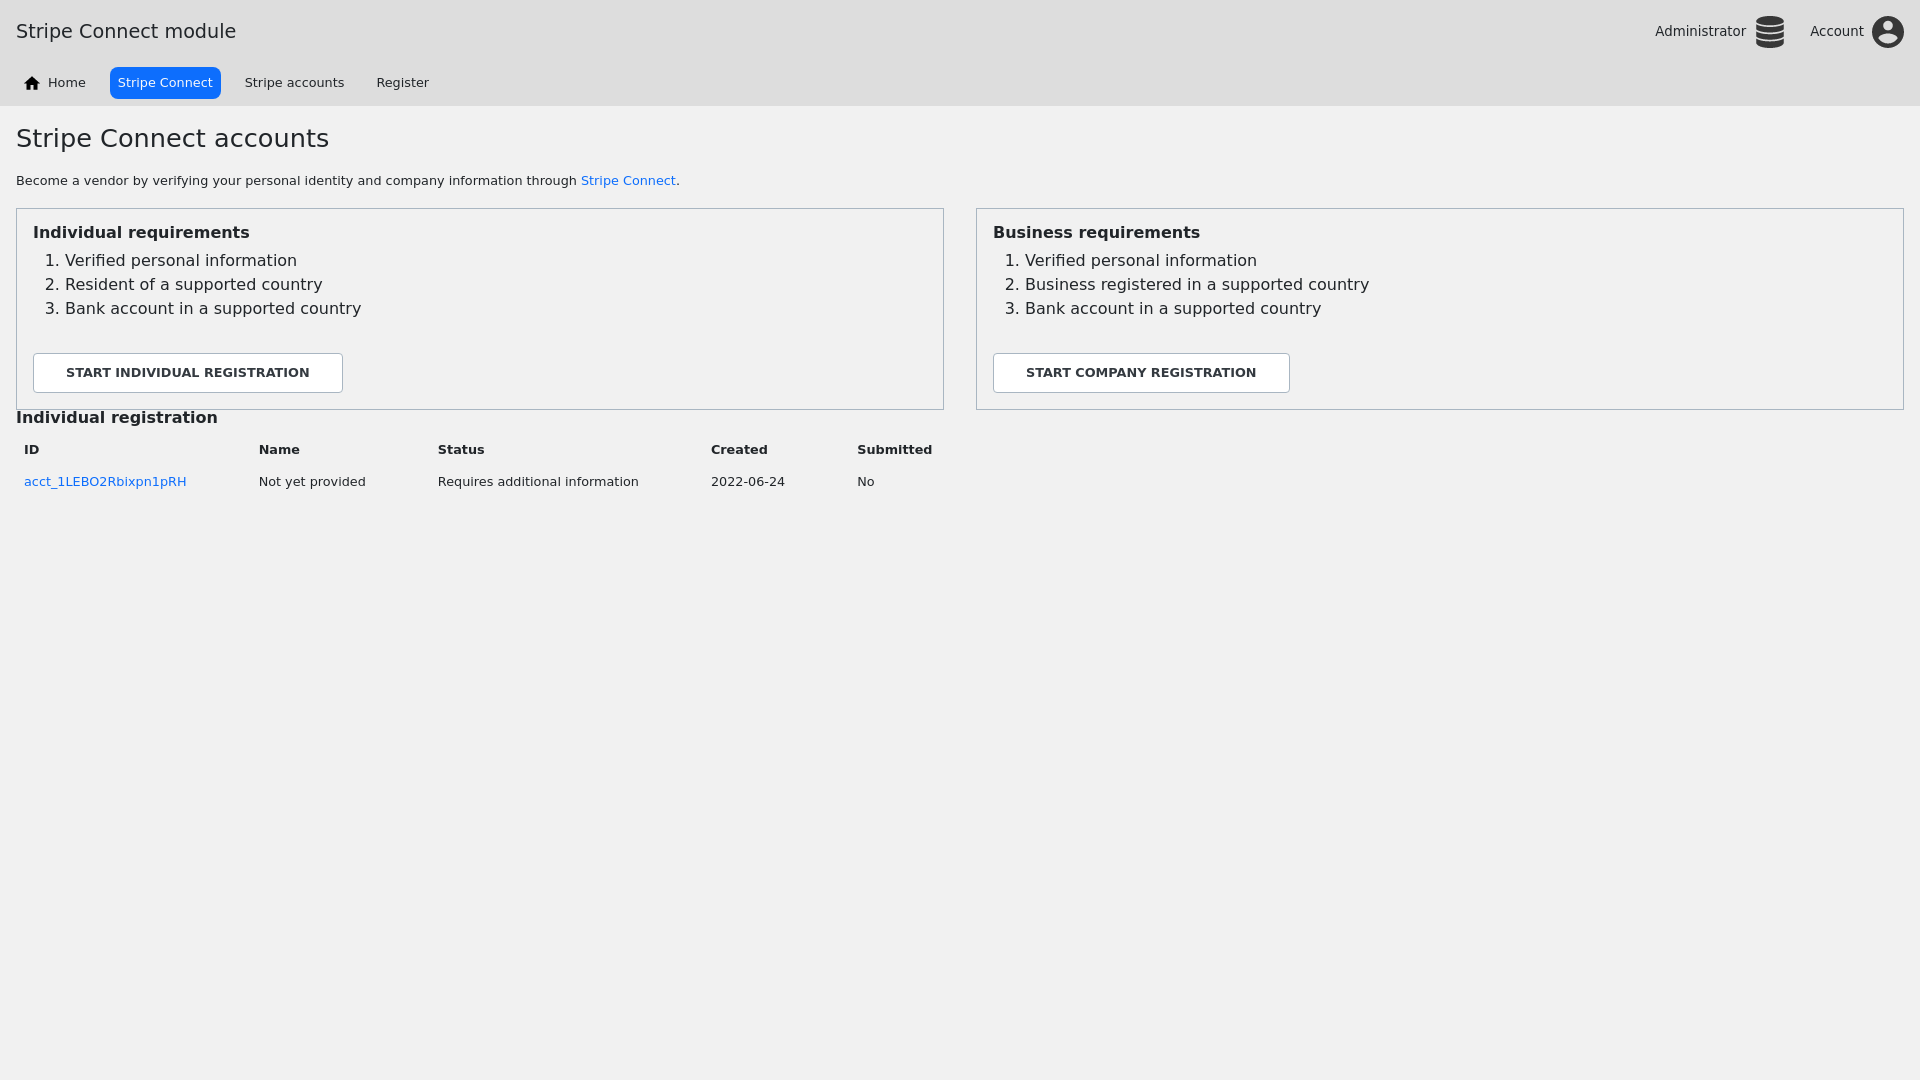 Stripe Connect module
Administrator
Account
Home
Stripe Connect
Stripe accounts
Register
Stripe Connect accounts
Become a vendor by verifying your personal identity and company information through Stripe Connect.
Individual requirements
1. Verified personal information
2. Resident of a supported country
3. Bank account in a supported country
START INDIVIDUAL REGISTRATION
Business requirements
1. Verified personal information
2. Business registered in a supported country
3. Bank account in a supported country
START COMPANY REGISTRATION
Individual registration
ID Name Status Created Submitted
acct_1LEBO2Rbixpn1pRH Not yet provided Requires additional information 2022-06-24 No